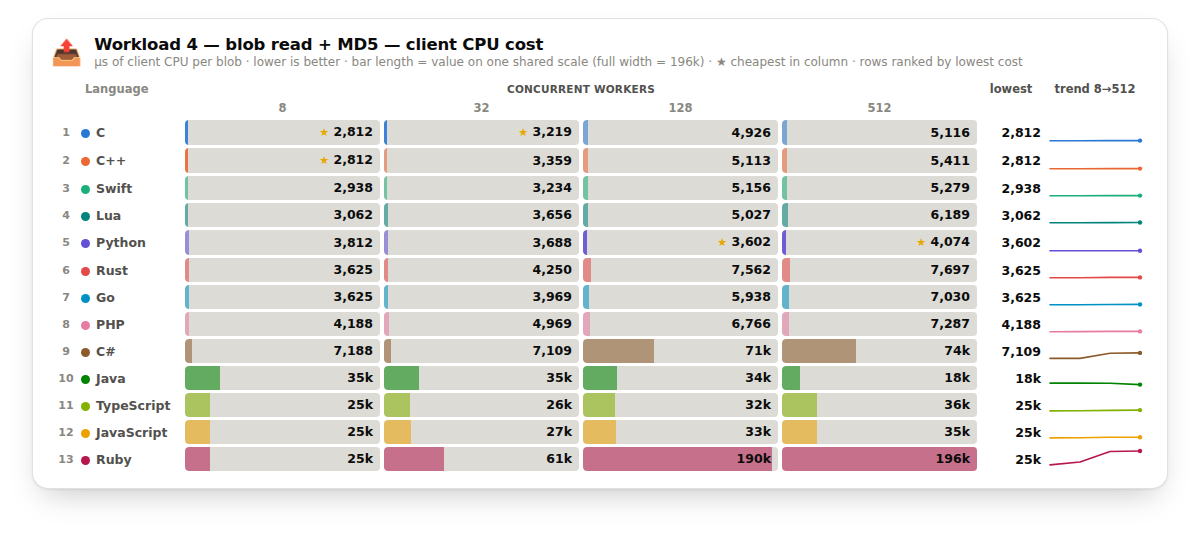 Workload 4 — blob read + MD5 — client CPU cost
µs of client CPU per blob · lower is better · bar length = value on one shared scale (full width = 196k) · ★ cheapest in column · rows ranked by lowest cost
Language CONCURRENT WORKERS lowest trend 8→512
8 32 128 512
1 C ★ 2,812 ★ 3,219 4,926 5,116 2,812
2 C++ ★ 2,812 3,359 5,113 5,411 2,812
3 Swift 2,938 3,234 5,156 5,279 2,938
4 Lua 3,062 3,656 5,027 6,189 3,062
5 Python 3,812 3,688 ★ 3,602 ★ 4,074 3,602
6 Rust 3,625 4,250 7,562 7,697 3,625
7 Go 3,625 3,969 5,938 7,030 3,625
8 PHP 4,188 4,969 6,766 7,287 4,188
9 C# 7,188 7,109 71k 74k 7,109
10 Java 35k 35k 34k 18k 18k
11 TypeScript 25k 26k 32k 36k 25k
12 JavaScript 25k 27k 33k 35k 25k
13 Ruby 25k 61k 190k 196k 25k